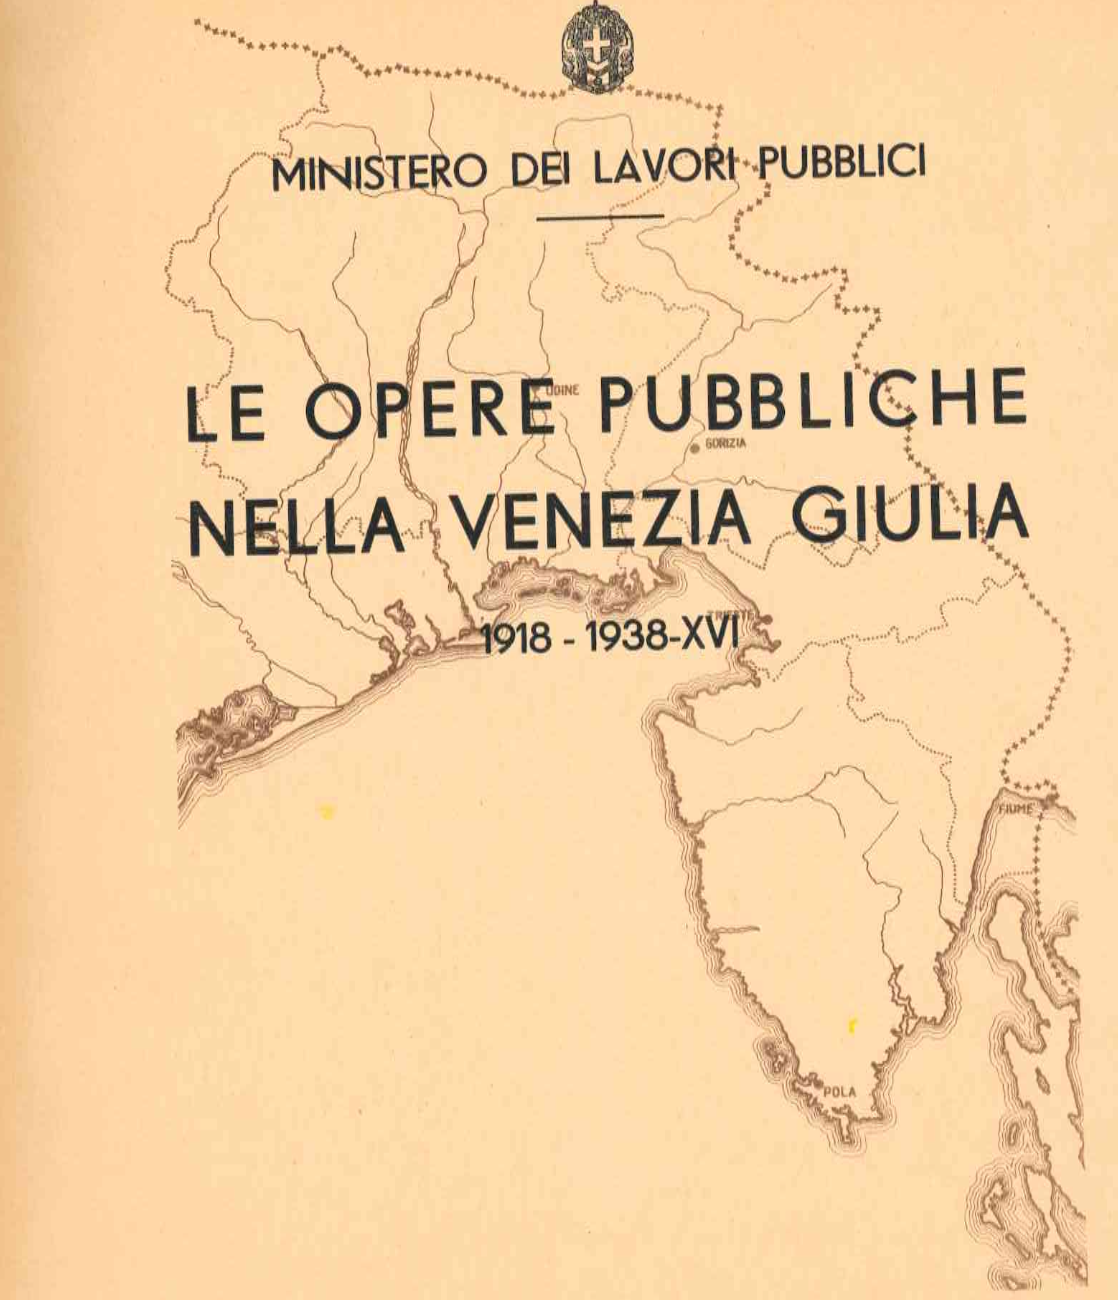 MINISTERO DEI LAVORI PUBBLICI
LE OPERE PUBBLICHE
NELLA VENEZIA GIULIA
1918 - 1938-XVI
UDINE
GORIZIA
TRIESTE
FIUME
POLA